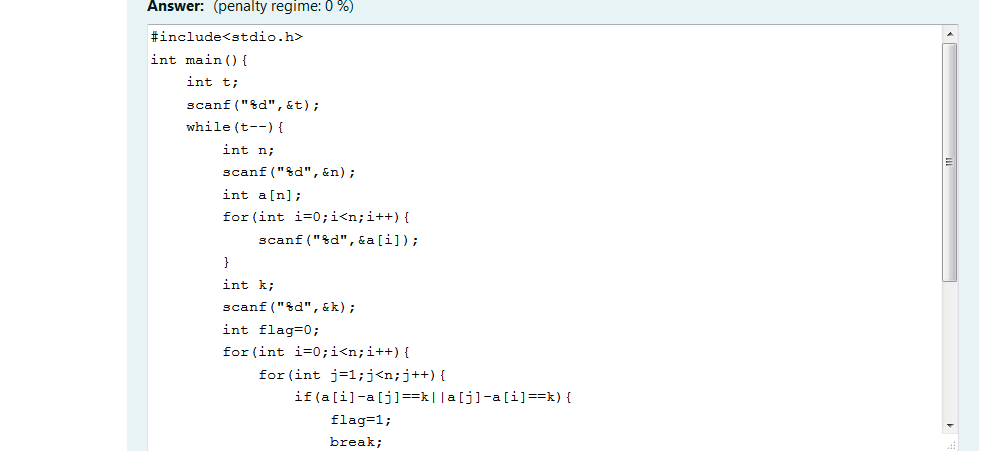 Answer: (penalty regime: 0 %)
#include<stdio.h>
int main(){
    int t;
    scanf("%d",&t);
    while(t--){
        int n;
        scanf("%d",&n);
        int a[n];
        for(int i=0;i<n;i++){
            scanf("%d",&a[i]);
        }
        int k;
        scanf("%d",&k);
        int flag=0;
        for(int i=0;i<n;i++){
            for(int j=1;j<n;j++){
                if(a[i]-a[j]==k||a[j]-a[i]==k){
                    flag=1;
                    break;